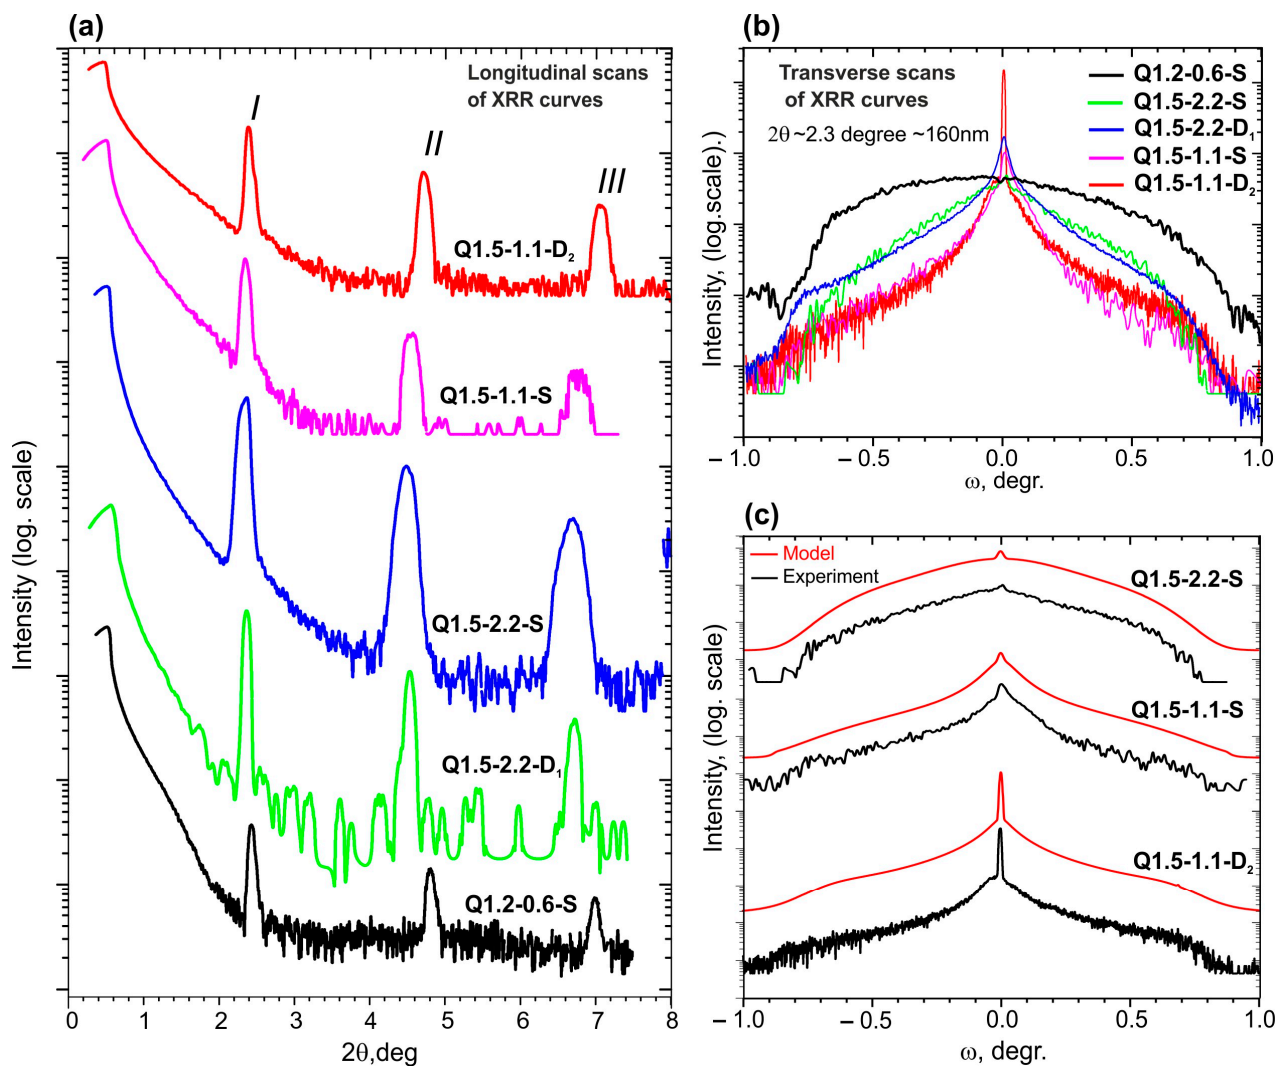 (a)
Longitudinal scans
of XRR curves
I
II
III
Q1.5-1.1-D2
Q1.5-1.1-S
Q1.5-2.2-S
Q1.5-2.2-D1
Q1.2-0.6-S
Intensity (log. scale)
0 1 2 3 4 5 6 7 8
2θ,deg
(b)
Transverse scans
of XRR curves
2θ ~2.3 degree ~160nm
Q1.2-0.6-S
Q1.5-2.2-S
Q1.5-2.2-D1
Q1.5-1.1-S
Q1.5-1.1-D2
Intensity, (log.scale).
– 1.0 – 0.5 0.0 0.5 1.0
ω, degr.
(c)
Model
Experiment
Q1.5-2.2-S
Q1.5-1.1-S
Q1.5-1.1-D2
Intensity, (log. scale)
– 1.0 – 0.5 0.0 0.5 1.0
ω, degr.